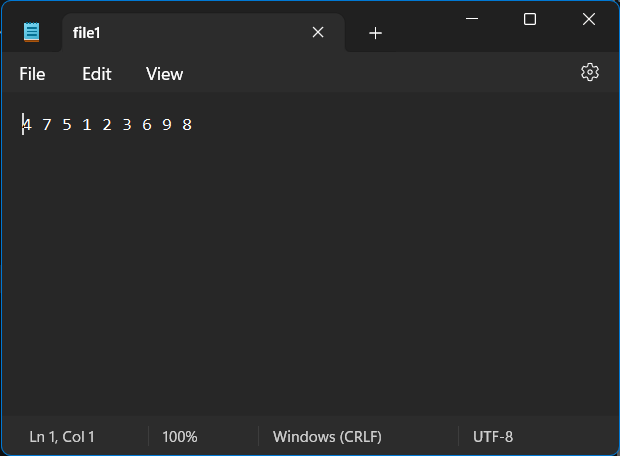 file1
File Edit View
4 7 5 1 2 3 6 9 8
Ln 1, Col 1 100% Windows (CRLF) UTF-8